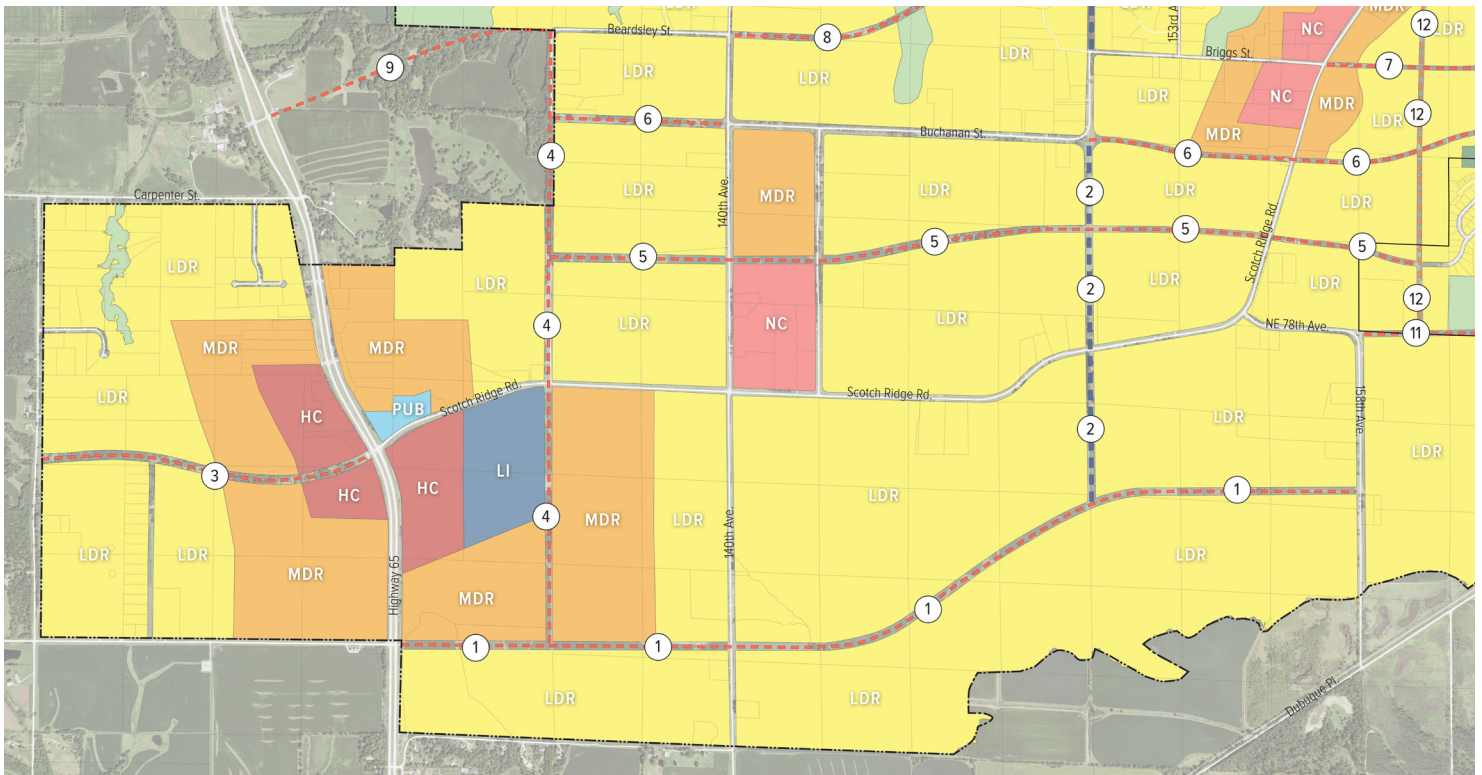 LDR
MDR
LDR
153rd A
NC
12
LDR
9
Beardsley St.
8
Briggs St.
7
LDR
LDR
LDR
LDR
NC
MDR
12
LDR
6
Buchanan St.
MDR
6
6
4
Carpenter St.
LDR
140th Ave.
MDR
LDR
2
LDR
LDR
Scotch Ridge Rd.
LDR
5
5
5
5
LDR
LDR
2
LDR
LDR
12
4
LDR
NC
LDR
NE 78th Ave.
11
MDR
MDR
LDR
HC
PUB
Scotch Ridge Rd.
Scotch Ridge Rd.
158th Ave.
LDR
2
LDR
3
HC
HC
LI
LDR
1
4
MDR
LDR
140th Ave.
LDR
LDR
LDR
MDR
Highway 65
MDR
1
1
1
LDR
LDR
Dubuque Pl.